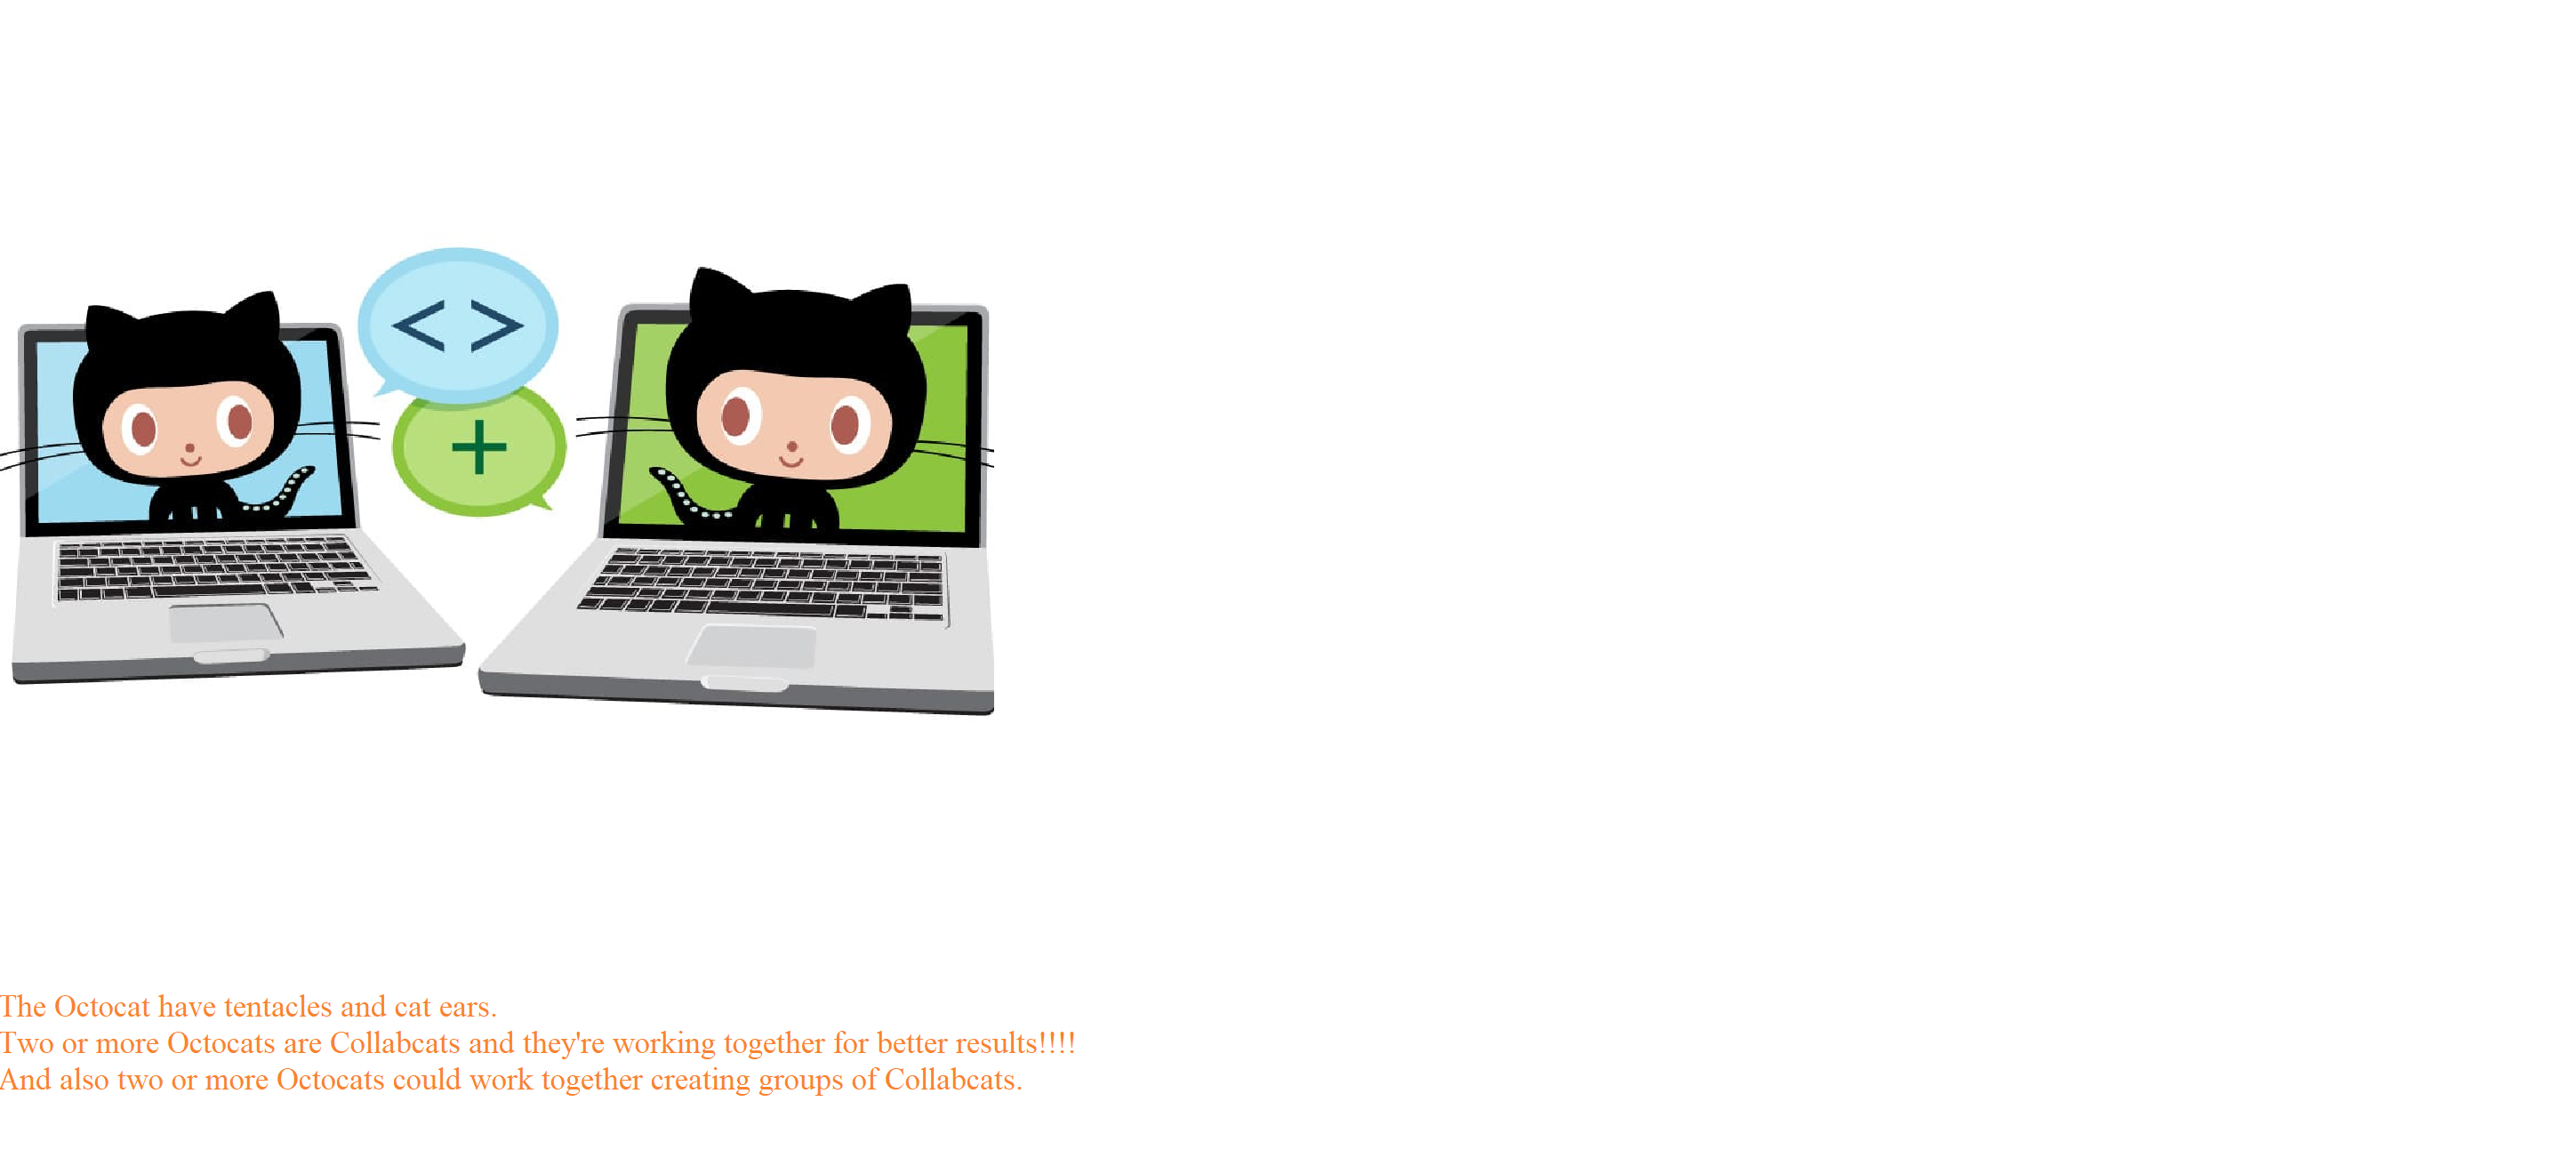 < >
+
The Octocat have tentacles and cat ears.
Two or more Octocats are Collabcats and they're working together for better results!!!!
And also two or more Octocats could work together creating groups of Collabcats.